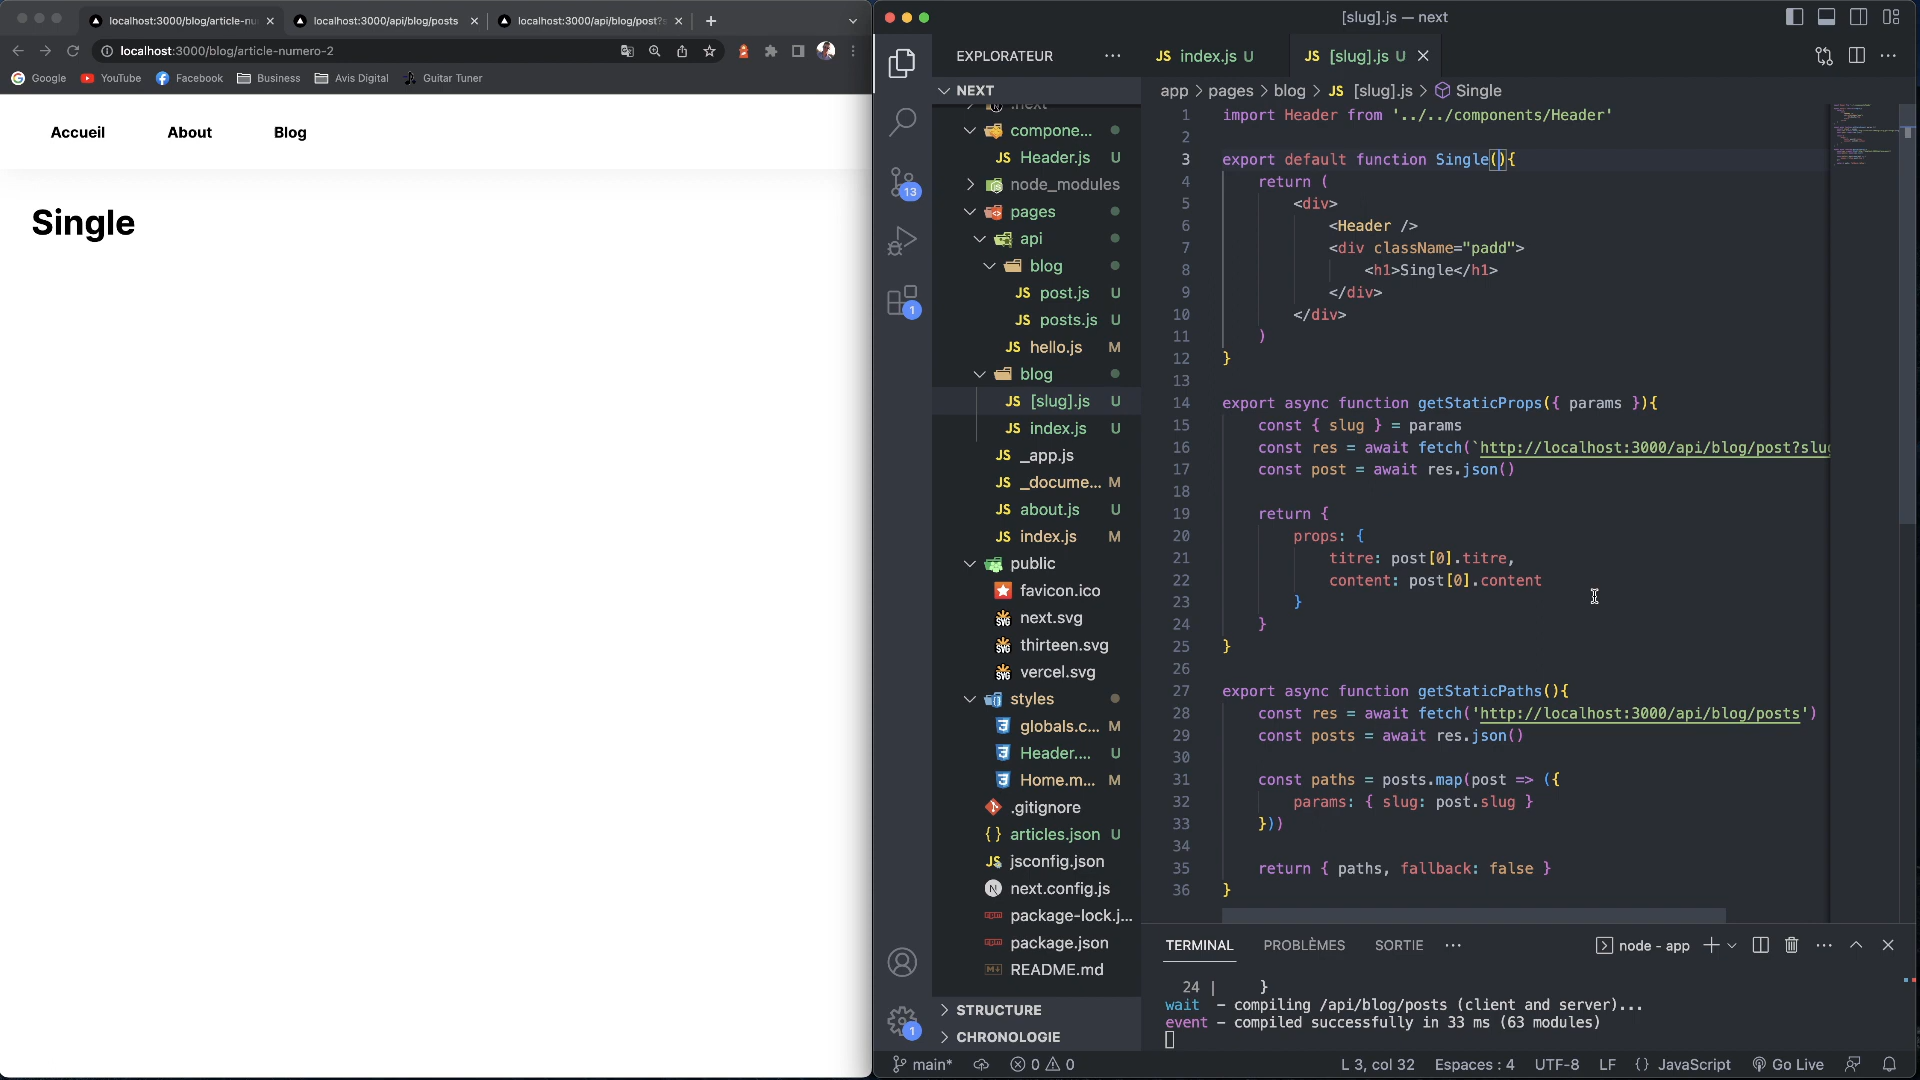 localhost:3000/blog/article-nu
localhost:3000/api/blog/posts
localhost:3000/api/blog/post?s
localhost:3000/blog/article-numero-2
Google
YouTube
Facebook
Business
Avis Digital
Guitar Tuner
Accueil
About
Blog
Single
[slug].js — next
EXPLORATEUR
NEXT
.next
compone...
Header.js U
node_modules
pages
api
blog
post.js U
posts.js U
hello.js M
blog
[slug].js U
index.js U
_app.js
_docume... M
about.js U
index.js M
public
favicon.ico
next.svg
thirteen.svg
vercel.svg
styles
globals.c... M
Header.... U
Home.m... M
.gitignore
articles.json U
jsconfig.json
next.config.js
package-lock.j...
package.json
README.md
STRUCTURE
CHRONOLOGIE
13
1
1
JS index.js U
JS [slug].js U
app > pages > blog > JS [slug].js > Single
1 import Header from '../../components/Header'
2
3 export default function Single(){
4 return (
5 <div>
6 <Header />
7 <div className="padd">
8 <h1>Single</h1>
9 </div>
10 </div>
11 )
12 }
13
14 export async function getStaticProps({ params }){
15 const { slug } = params
16 const res = await fetch(`http://localhost:3000/api/blog/post?slu
17 const post = await res.json()
18
19 return {
20 props: {
21 titre: post[0].titre,
22 content: post[0].content
23 }
24 }
25 }
26
27 export async function getStaticPaths(){
28 const res = await fetch('http://localhost:3000/api/blog/posts')
29 const posts = await res.json()
30
31 const paths = posts.map(post => ({
32 params: { slug: post.slug }
33 }))
34
35 return { paths, fallback: false }
36 }
TERMINAL PROBLÈMES SORTIE
node - app
24 | }
wait - compiling /api/blog/posts (client and server)...
event - compiled successfully in 33 ms (63 modules)
main* 0 0 L 3, col 32 Espaces : 4 UTF-8 LF {} JavaScript Go Live